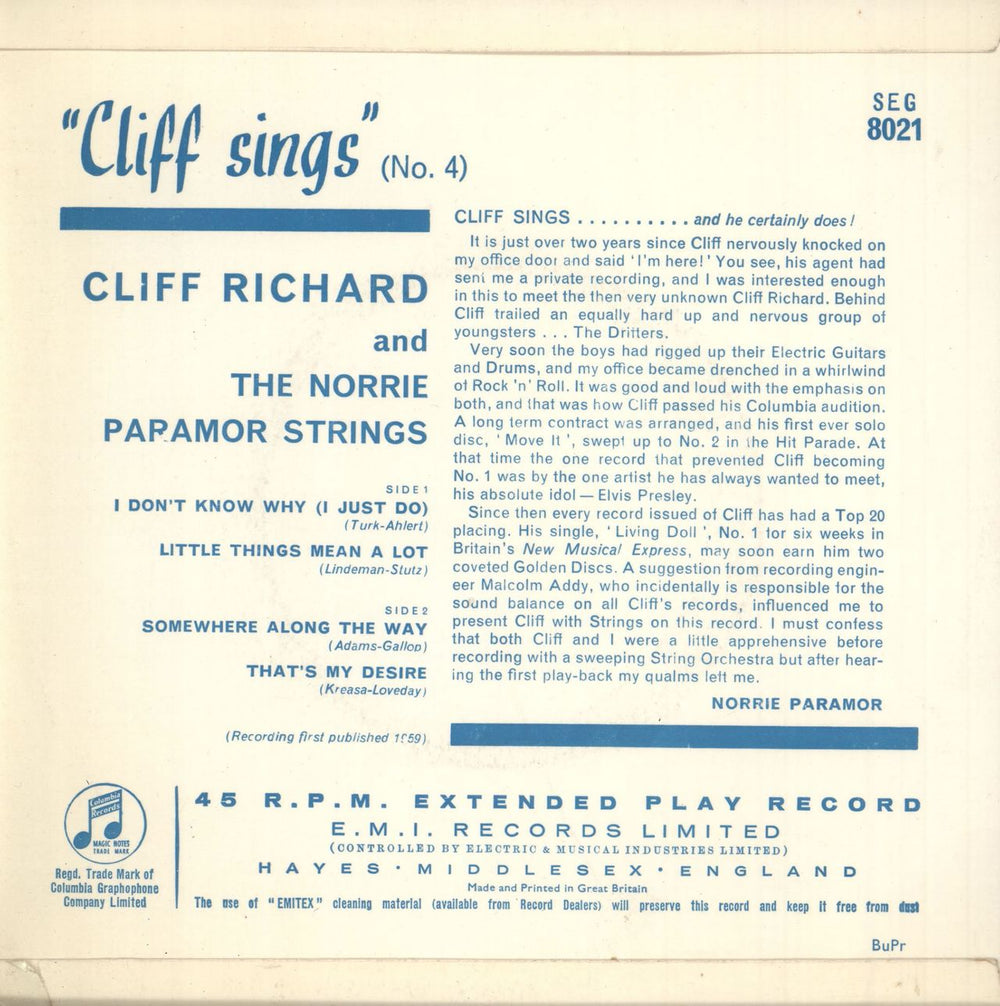 "Cliff sings" (No. 4)
SEG
8021
CLIFF RICHARD
and
THE NORRIE
PARAMOR STRINGS
SIDE 1
I DON'T KNOW WHY (I JUST DO)
(Turk-Ahlert)
LITTLE THINGS MEAN A LOT
(Lindeman-Stutz)
SIDE 2
SOMEWHERE ALONG THE WAY
(Adams-Gallop)
THAT'S MY DESIRE
(Kreasa-Loveday)
(Recording first published 1959)
CLIFF SINGS . . . . . . . . . . and he certainly does!
It is just over two years since Cliff nervously knocked on
my office door and said 'I'm here!' You see, his agent had
sent me a private recording, and I was interested enough
in this to meet the then very unknown Cliff Richard. Behind
Cliff trailed an equally hard up and nervous group of
youngsters . . . The Drifters.
Very soon the boys had rigged up their Electric Guitars
and Drums, and my office became drenched in a whirlwind
of Rock 'n' Roll. It was good and loud with the emphasis on
both, and that was how Cliff passed his Columbia audition.
A long term contract was arranged, and his first ever solo
disc, 'Move It', swept up to No. 2 in the Hit Parade. At
that time the one record that prevented Cliff becoming
No. 1 was by the one artist he has always wanted to meet,
his absolute idol — Elvis Presley.
Since then every record issued of Cliff has had a Top 20
placing. His single, 'Living Doll', No. 1 for six weeks in
Britain's New Musical Express, may soon earn him two
coveted Golden Discs. A suggestion from recording engin-
eer Malcolm Addy, who incidentally is responsible for the
sound balance on all Cliff's records, influenced me to
present Cliff with Strings on this record. I must confess
that both Cliff and I were a little apprehensive before
recording with a sweeping String Orchestra but after hear-
ing the first play-back my qualms left me.
NORRIE PARAMOR
Columbia
Records
MAGIC NOTES
TRADE MARK
Regd. Trade Mark of
Columbia Graphophone
Company Limited
45 R.P.M. EXTENDED PLAY RECORD
E.M.I. RECORDS LIMITED
(CONTROLLED BY ELECTRIC & MUSICAL INDUSTRIES LIMITED)
HAYES · MIDDLESEX · ENGLAND
Made and Printed in Great Britain
The use of "EMITEX" cleaning material (available from Record Dealers) will preserve this record and keep it free from dust
BuPr